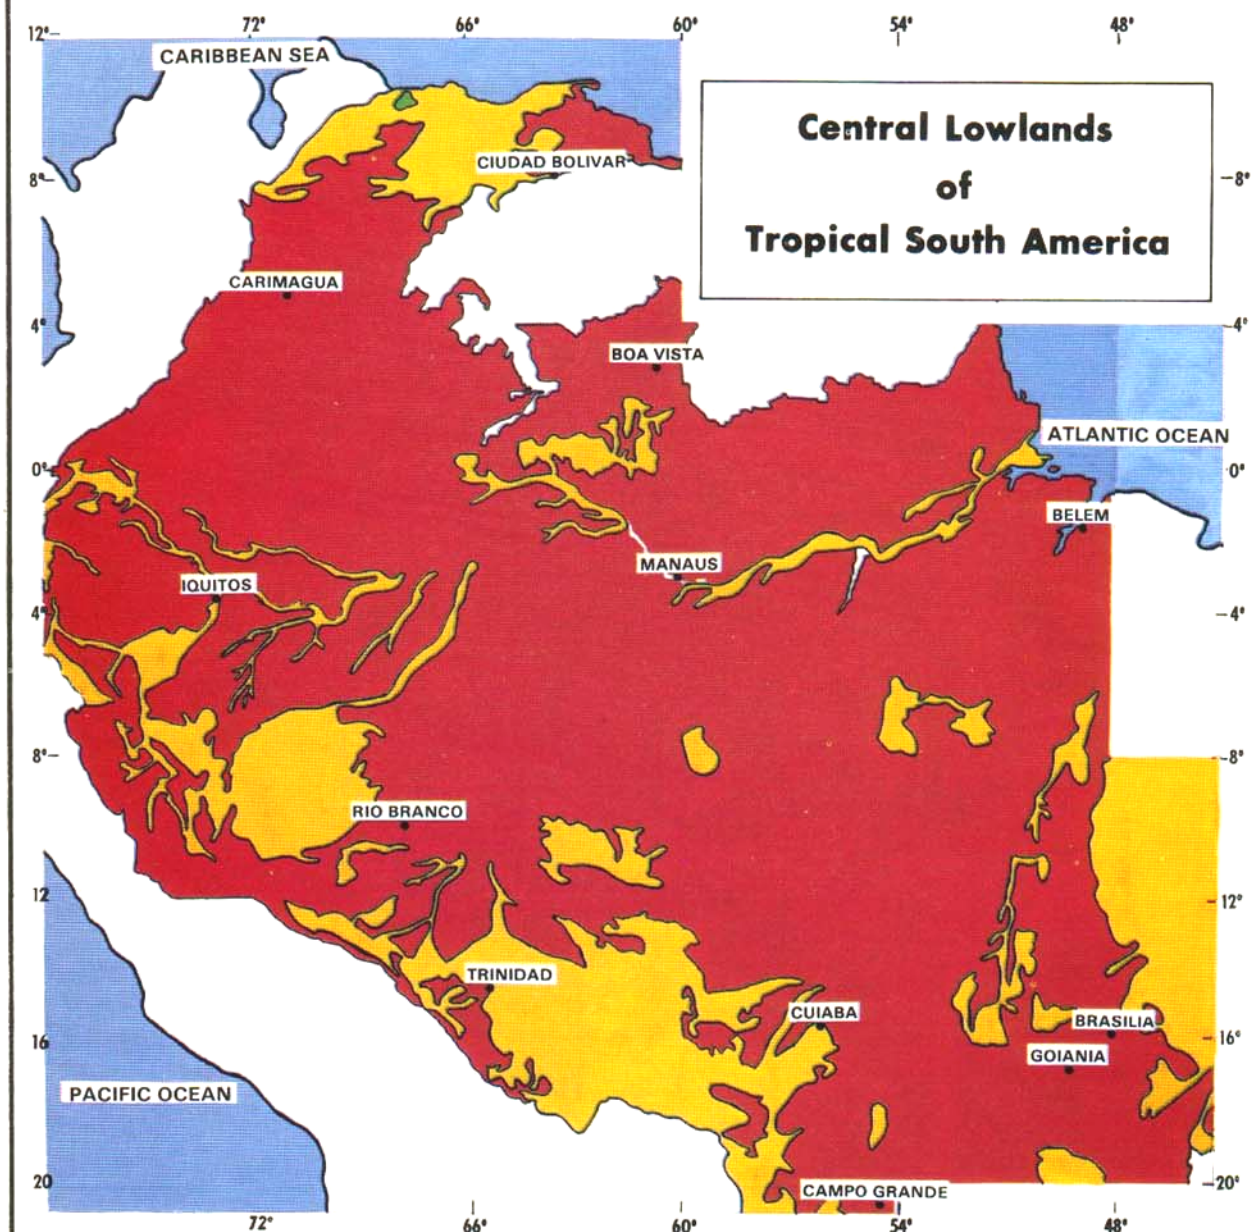 72° 66° 60° 54° 48°
12°
CARIBBEAN SEA
Central Lowlands
of
Tropical South America
CIUDAD BOLIVAR
8° 8°
CARIMAGUA
4° 4°
BOA VISTA
ATLANTIC OCEAN
0° 0°
BELEM
MANAUS
IQUITOS
4° 4°
8° 8°
RIO BRANCO
12 12°
TRINIDAD
CUIABA
BRASILIA
16 16°
GOIANIA
PACIFIC OCEAN
20 20°
CAMPO GRANDE
72° 66° 60° 54° 48°